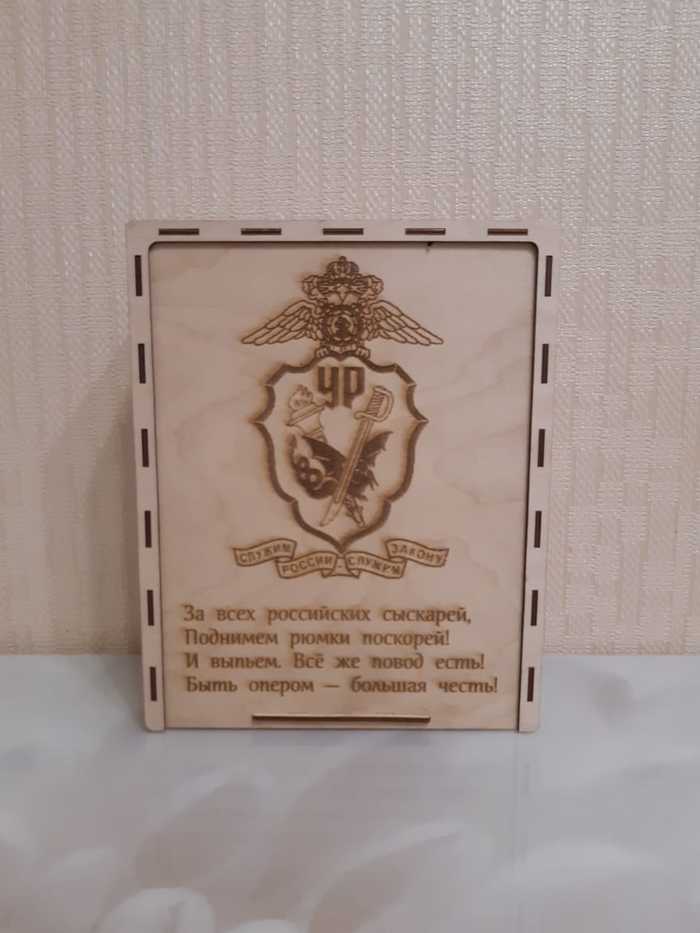 УР
СЛУЖИМ РОССИИ - СЛУЖИМ ЗАКОНУ
За всех российских сыскарей,
Поднимем рюмки поскорей!
И выпьем. Всё же повод есть!
Быть опером — большая честь!